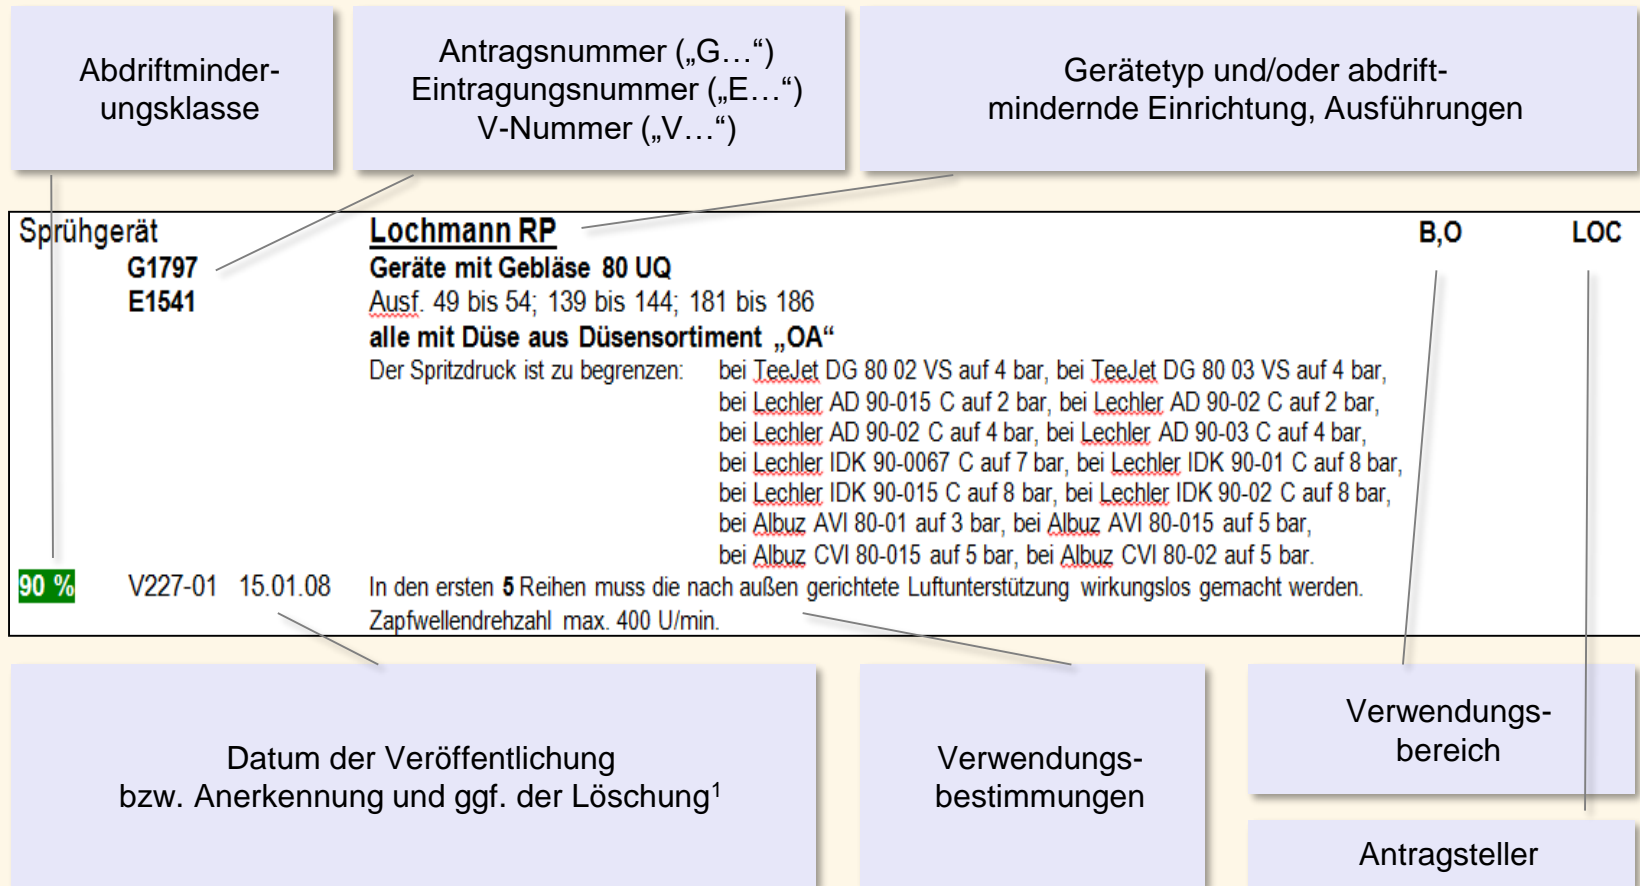 Abdriftminder-
ungsklasse
Antragsnummer („G…“)
Eintragungsnummer („E…“)
V-Nummer („V…“)
Gerätetyp und/oder abdrift-
mindernde Einrichtung, Ausführungen
Sprühgerät Lochmann RP B,O LOC
G1797 Geräte mit Gebläse 80 UQ
E1541 Ausf. 49 bis 54; 139 bis 144; 181 bis 186
alle mit Düse aus Düsensortiment „OA“
Der Spritzdruck ist zu begrenzen: bei TeeJet DG 80 02 VS auf 4 bar, bei TeeJet DG 80 03 VS auf 4 bar,
bei Lechler AD 90-015 C auf 2 bar, bei Lechler AD 90-02 C auf 2 bar,
bei Lechler AD 90-02 C auf 4 bar, bei Lechler AD 90-03 C auf 4 bar,
bei Lechler IDK 90-0067 C auf 7 bar, bei Lechler IDK 90-01 C auf 8 bar,
bei Lechler IDK 90-015 C auf 8 bar, bei Lechler IDK 90-02 C auf 8 bar,
bei Albuz AVI 80-01 auf 3 bar, bei Albuz AVI 80-015 auf 5 bar,
bei Albuz CVI 80-015 auf 5 bar, bei Albuz CVI 80-02 auf 5 bar.
90 % V227-01 15.01.08 In den ersten 5 Reihen muss die nach außen gerichtete Luftunterstützung wirkungslos gemacht werden.
Zapfwellendrehzahl max. 400 U/min.
Datum der Veröffentlichung
bzw. Anerkennung und ggf. der Löschung¹
Verwendungs-
bestimmungen
Verwendungs-
bereich
Antragsteller